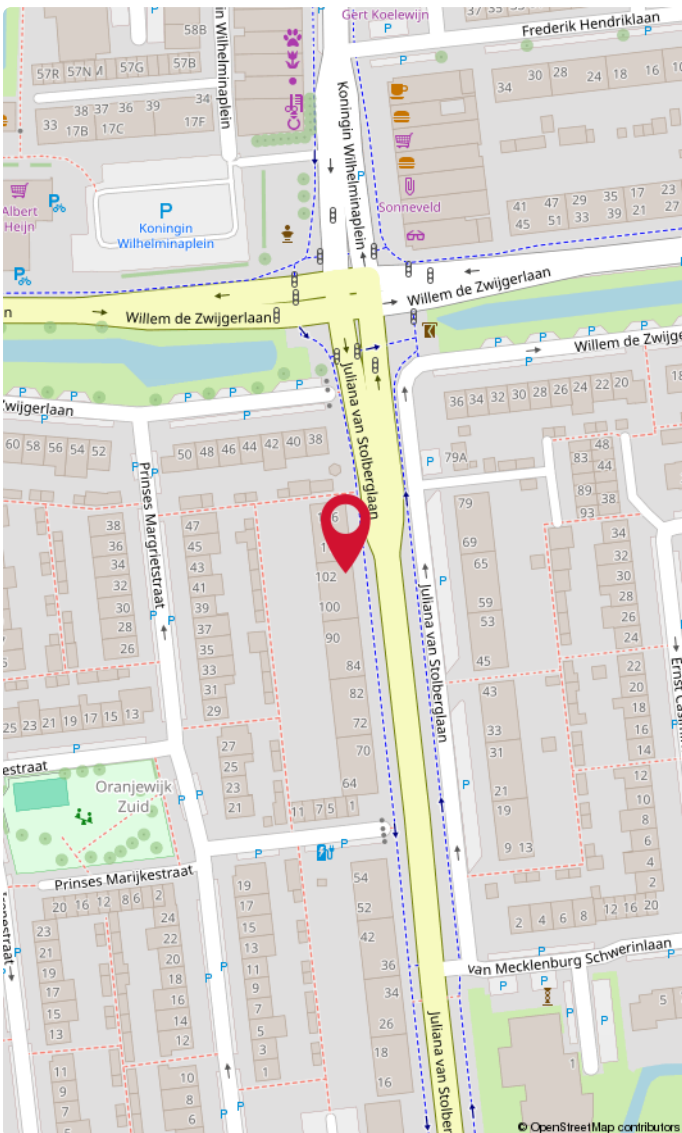 Gert Koelewijn
37 35
Frederik Hendriklaan
58B
57R 57N
57G
57B
in Wilhelminaplein
Koningin Wilhelminaplein
34 30 28 24 18 16 10
38 37 36 39 34
33 17B 17C 17F
Albert
Heijn
P
Koningin
Wilhelminaplein
Sonneveld
41 47 29 35 17 23
45 51 33 39 21 27
Willem de Zwijgerlaan
n
Willem de Zwijgerlaan
Willem de Zwijge
Zwijgerlaan
Juliana van Stolberglaan
60 58 56 54 52
50 48 46 44 42 40 38
36 34 32 30 28 26 24 22 20
18
79A
48
83 44
89 38
93
Prinses Margrietstraat
38
36
34
32
30
28
26
47
45
43
41
39
37
35
33
31
29
102
100
90
84
82
72
70
64
79
69
65
59
53
45
34
32
30
28
26
24
22
20
18
16
14
12
10
8
6
4
2
Juliana van Stolberglaan
43
33
31
21
19
9 13
Ernst Casimir
25 23 21 19 17 15 13
27
25
23
21
11 7 5 1
estraat
Oranjewijk
Zuid
Prinses Marijkestraat
20 16 12 8 6 2
24
22
20
18
16
14
12
23
21
19
17
15
13
11
9
7
19
17
15
13
11
9
7
5
3
1
54
52
42
36
34
26
18
16
2 4 6 8 12 16 20
van Mecklenburg Schwerinlaan
5
1
Juliana van Stolber
enestraat
© OpenStreetMap contributors